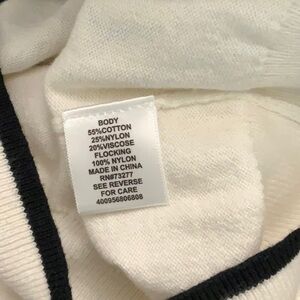 BODY
55%COTTON
25%NYLON
20%VISCOSE
FLOCKING
100% NYLON
MADE IN CHINA
RN#73277
SEE REVERSE
FOR CARE
400956806808